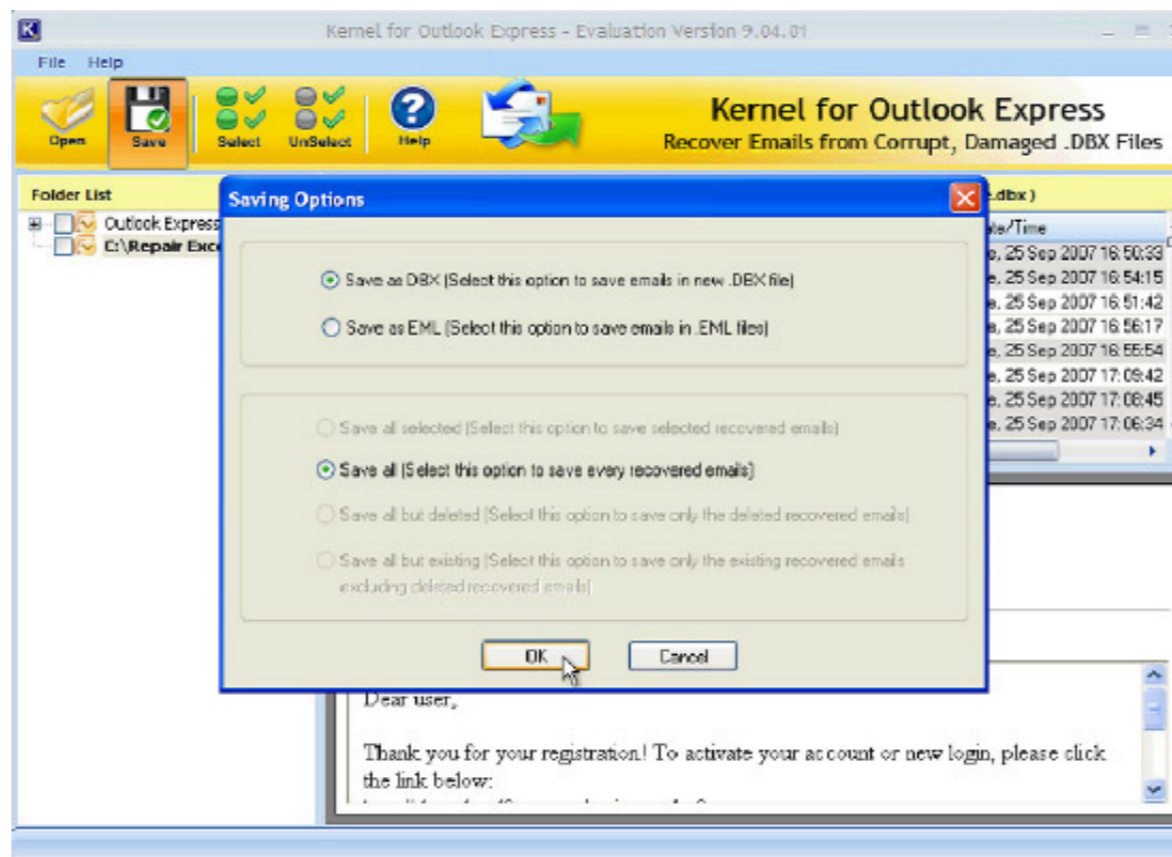 Kernel for Outlook Express - Evaluation Version 9.04.01
File Help
Open Save Select UnSelect Help
Kernel for Outlook Express
Recover Emails from Corrupt, Damaged .DBX Files
Folder List
Outlook Express
C:\Repair Exce
Saving Options
.dbx )
te/Time
e, 25 Sep 2007 16:50:33
e, 25 Sep 2007 16:54:15
e, 25 Sep 2007 16:51:42
e, 25 Sep 2007 16:56:17
e, 25 Sep 2007 16:55:54
e, 25 Sep 2007 17:09:42
e, 25 Sep 2007 17:08:45
e, 25 Sep 2007 17:06:34
Save as DBX (Select this option to save emails in new .DBX file)
Save as EML (Select this option to save emails in .EML files)
Save all selected (Select this option to save selected recovered emails)
Save all (Select this option to save every recovered emails)
Save all but deleted (Select this option to save only the deleted recovered emails)
Save all but existing (Select this option to save only the existing recovered emails
excluding deleted recovered emails)
OK Cancel
Dear user,
Thank you for your registration! To activate your account or new login, please click
the link below: